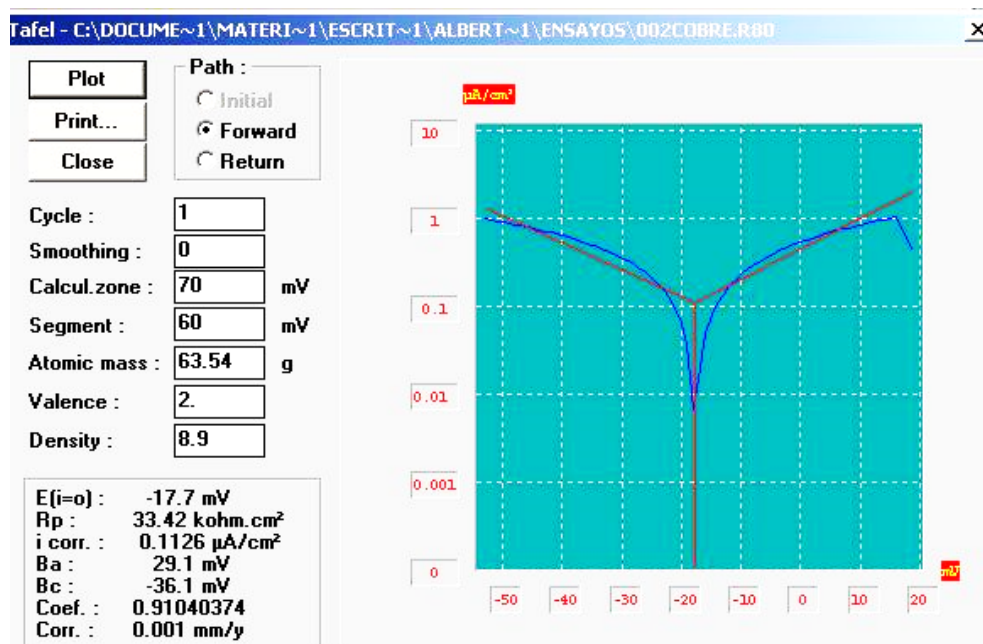 Tafel - C:\DOCUME~1\MATERI~1\ESCRIT~1\ALBERT~1\ENSAYOS\002COBRE.R80
Plot
Print...
Close
Path :
Initial
Forward
Return
Cycle : 1
Smoothing : 0
Calcul.zone : 70 mV
Segment : 60 mV
Atomic mass : 63.54 g
Valence : 2.
Density : 8.9
E(i=o) : -17.7 mV
Rp : 33.42 kohm.cm²
i corr. : 0.1126 µA/cm²
Ba : 29.1 mV
Bc : -36.1 mV
Coef. : 0.91040374
Corr. : 0.001 mm/y
µA/cm²
10
1
0.1
0.01
0.001
0
mV
-50 -40 -30 -20 -10 0 10 20